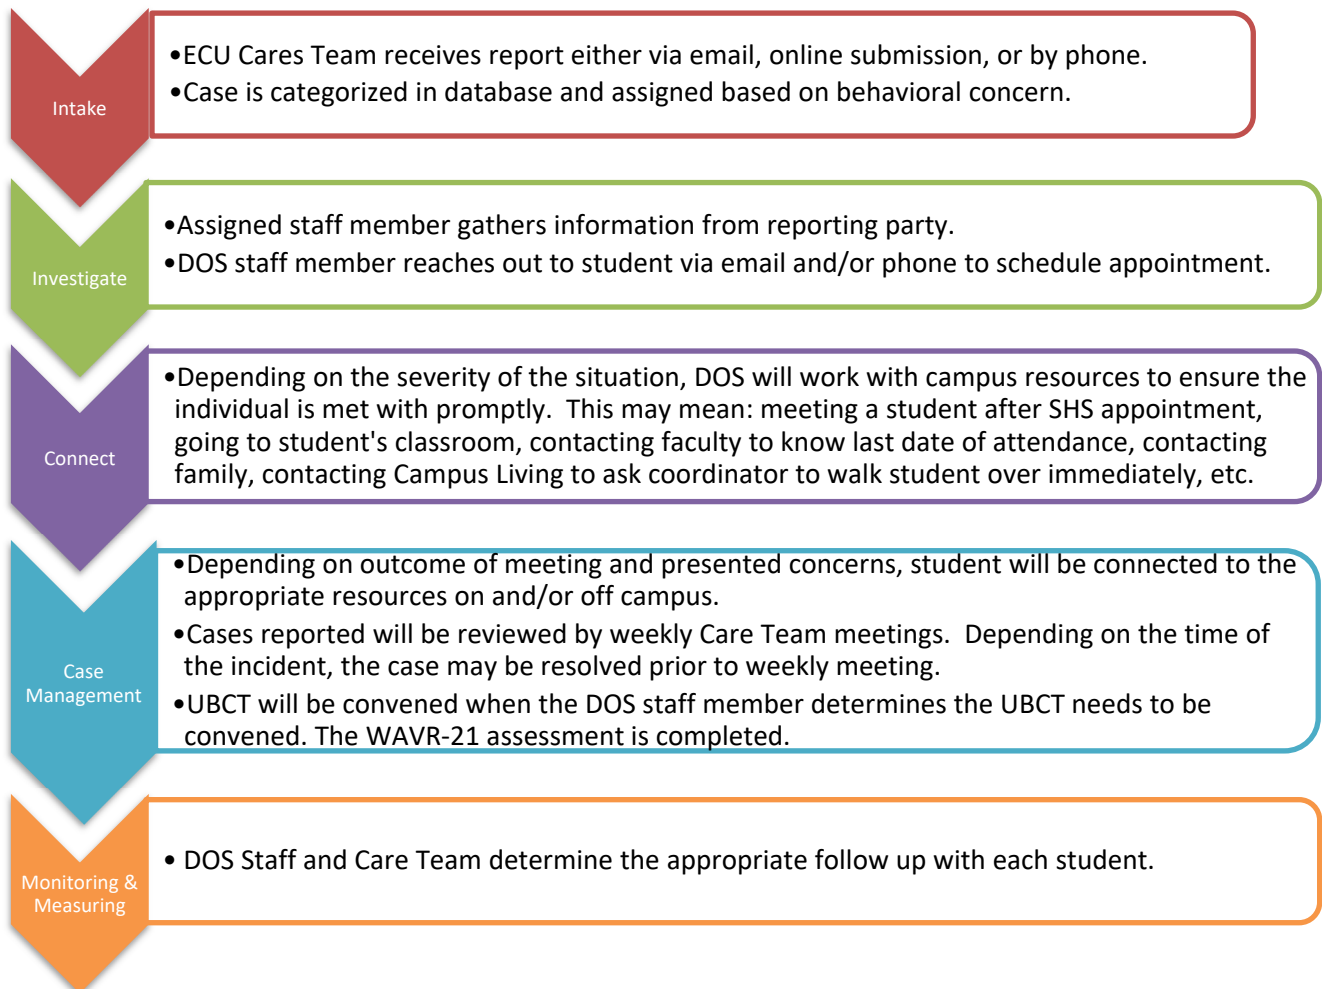 Intake
•ECU Cares Team receives report either via email, online submission, or by phone.
•Case is categorized in database and assigned based on behavioral concern.
Investigate
•Assigned staff member gathers information from reporting party.
•DOS staff member reaches out to student via email and/or phone to schedule appointment.
Connect
•Depending on the severity of the situation, DOS will work with campus resources to ensure the
individual is met with promptly.  This may mean: meeting a student after SHS appointment,
going to student's classroom, contacting faculty to know last date of attendance, contacting
family, contacting Campus Living to ask coordinator to walk student over immediately, etc.
Case
Management
•Depending on outcome of meeting and presented concerns, student will be connected to the
appropriate resources on and/or off campus.
•Cases reported will be reviewed by weekly Care Team meetings.  Depending on the time of
the incident, the case may be resolved prior to weekly meeting.
•UBCT will be convened when the DOS staff member determines the UBCT needs to be
convened. The WAVR-21 assessment is completed.
Monitoring &
Measuring
• DOS Staff and Care Team determine the appropriate follow up with each student.